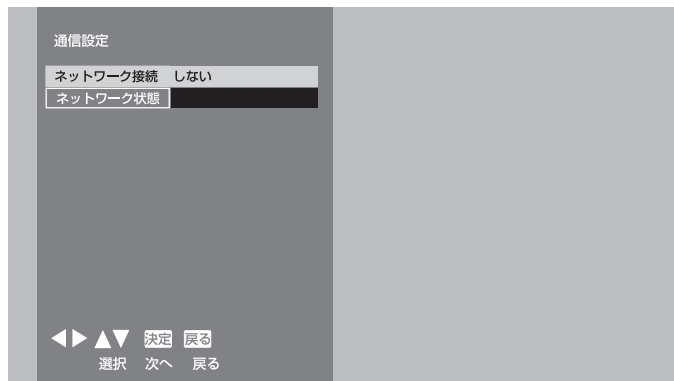 通信設定
ネットワーク接続 しない
ネットワーク状態
決定 戻る
選択 次へ 戻る